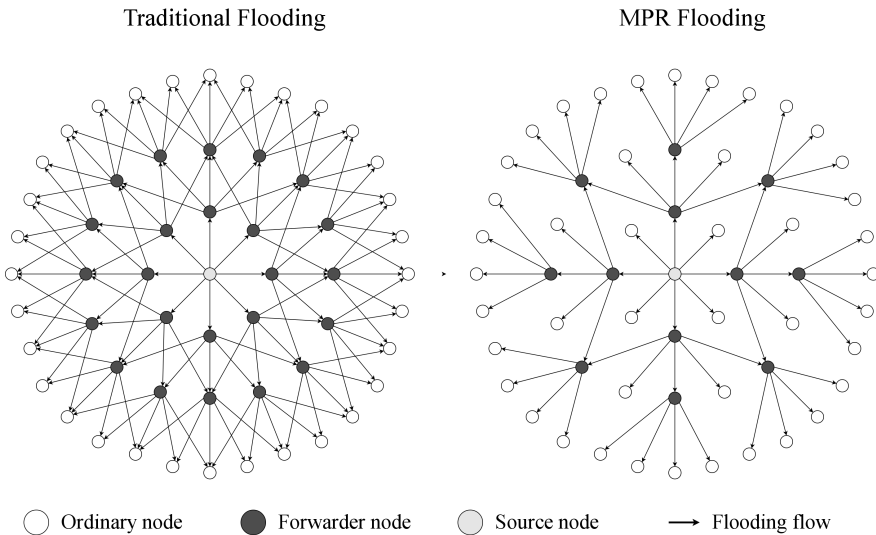 Traditional Flooding
MPR Flooding
Ordinary node
Forwarder node
Source node
Flooding flow